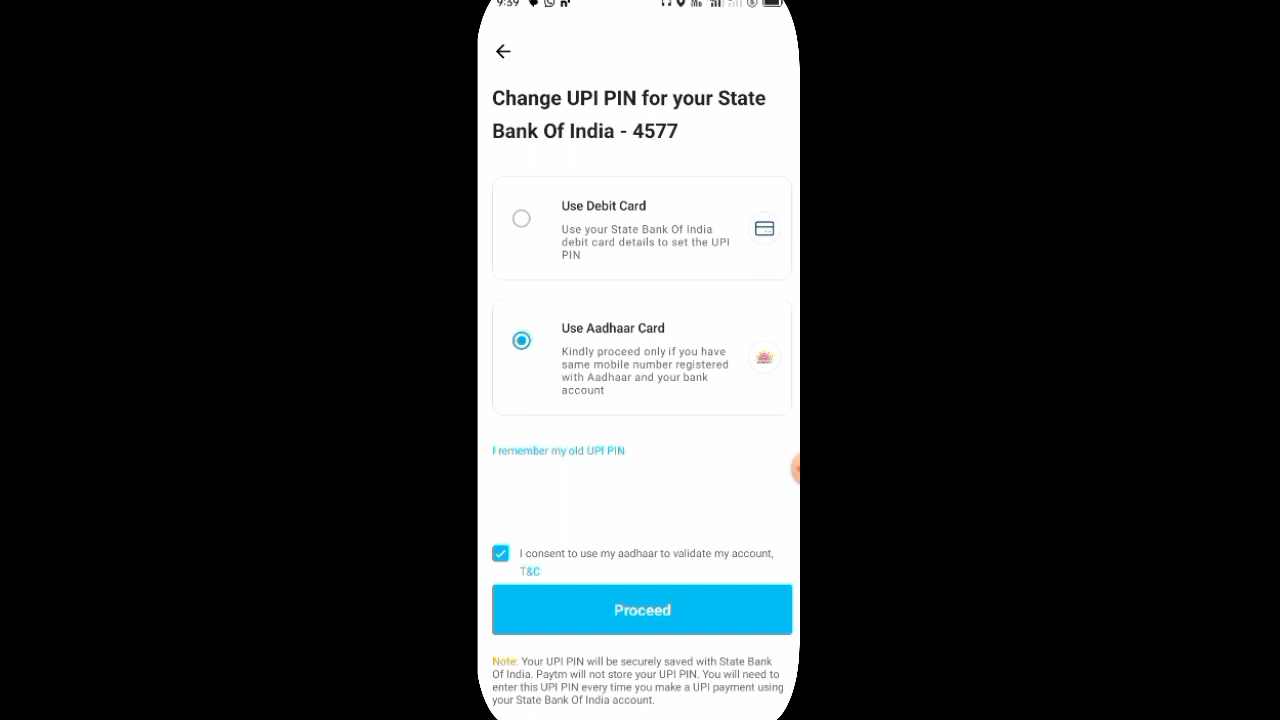 9:39
Change UPI PIN for your State
Bank Of India - 4577
Use Debit Card
Use your State Bank Of India
debit card details to set the UPI
PIN
Use Aadhaar Card
Kindly proceed only if you have
same mobile number registered
with Aadhaar and your bank
account
I remember my old UPI PIN
I consent to use my aadhaar to validate my account,
T&C
Proceed
Note: Your UPI PIN will be securely saved with State Bank
Of India. Paytm will not store your UPI PIN. You will need to
enter this UPI PIN every time you make a UPI payment using
your State Bank Of India account.